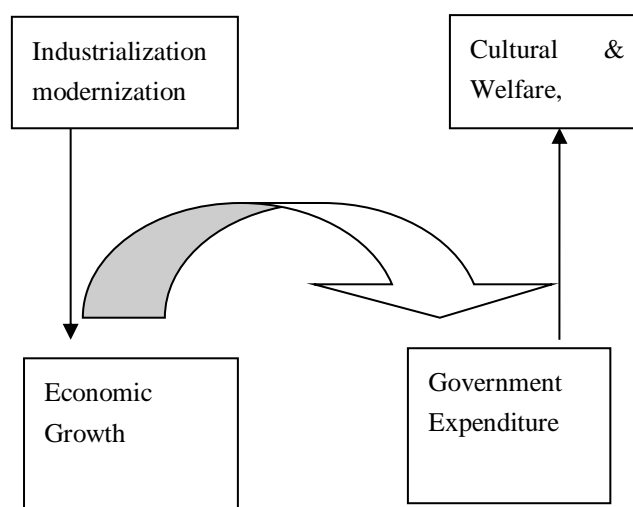 Industrialization
modernization
Cultural &
Welfare,
Economic
Growth
Government
Expenditure